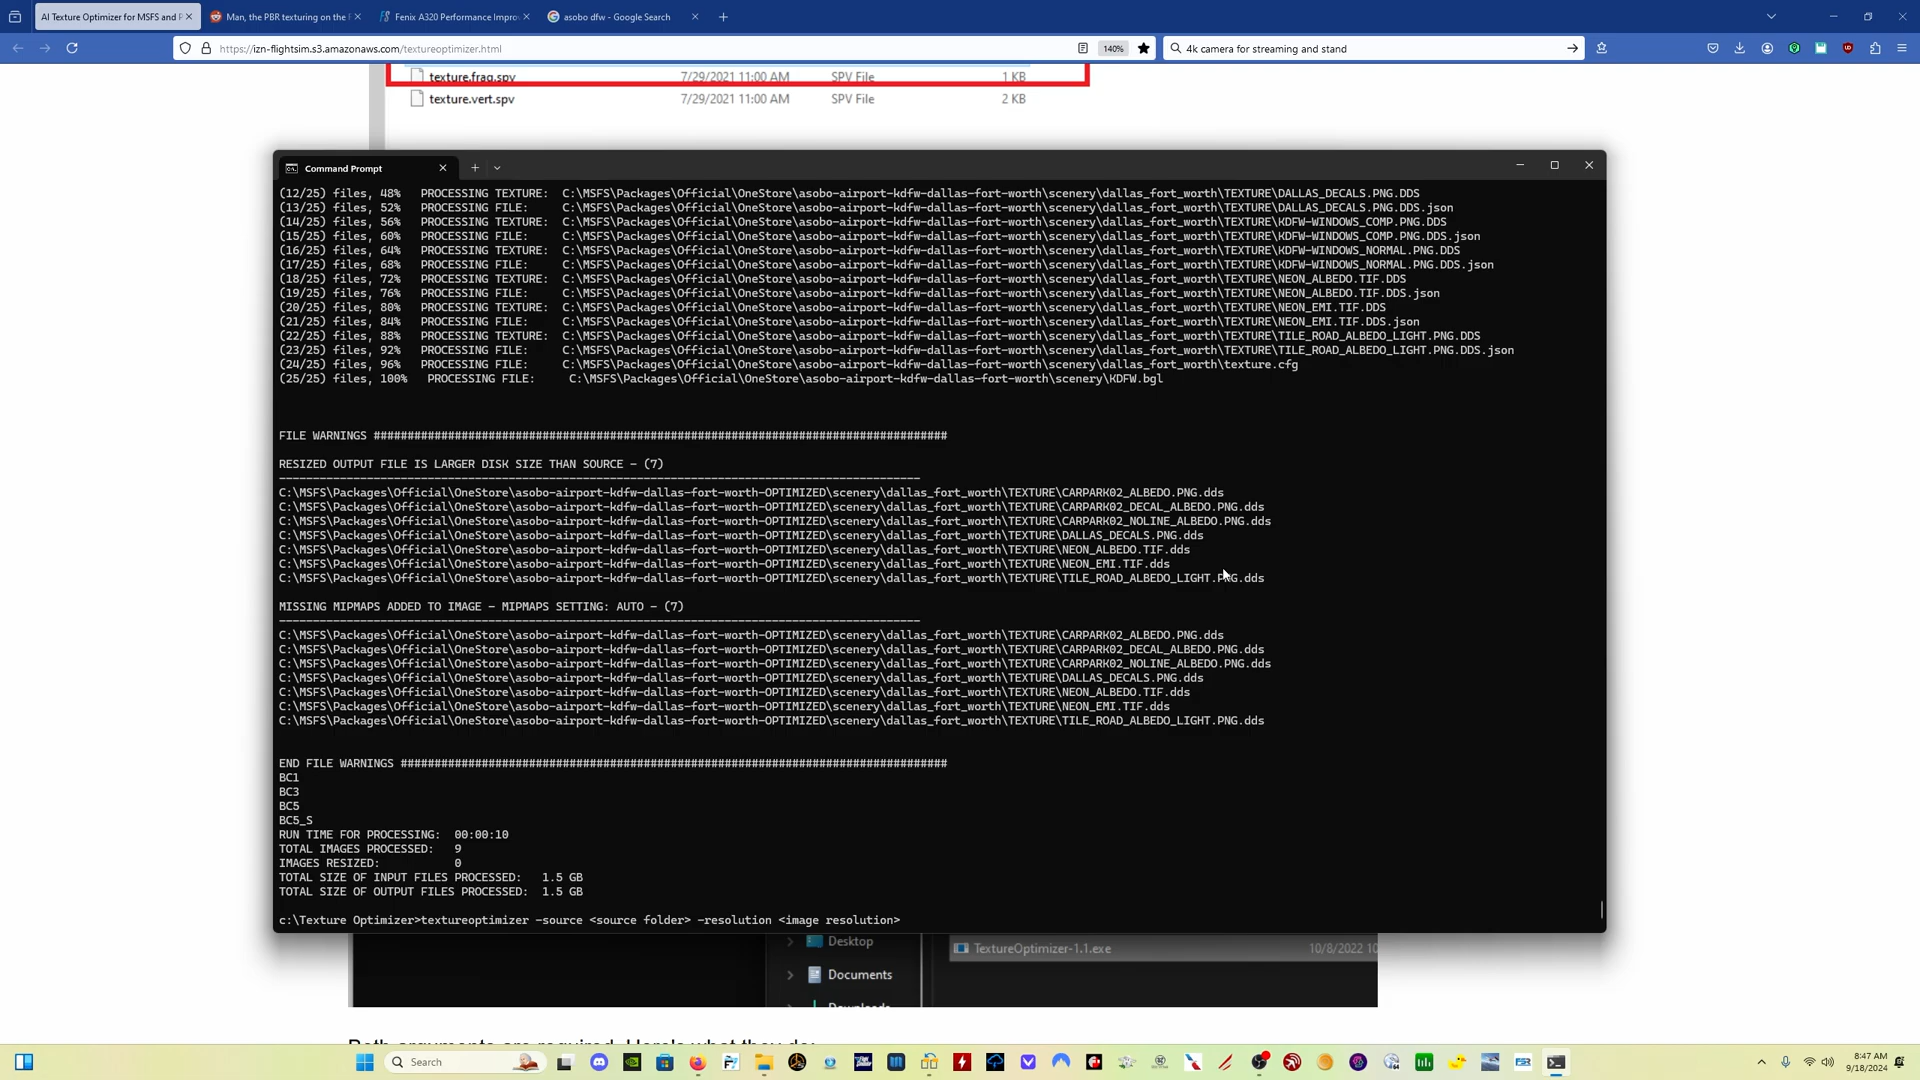 AI Texture Optimizer for MSFS and P
Man, the PBR texturing on the
Fenix A320 Performance Impro
asobo dfw - Google Search
https://izn-flightsim.s3.amazonaws.com/textureoptimizer.html
140%
4k camera for streaming and stand
texture.frag.spv 7/29/2021 11:00 AM SPV File 1 KB
texture.vert.spv 7/29/2021 11:00 AM SPV File 2 KB
Command Prompt
(12/25) files, 48% PROCESSING TEXTURE: C:\MSFS\Packages\Official\OneStore\asobo-airport-kdfw-dallas-fort-worth\scenery\dallas_fort_worth\TEXTURE\DALLAS_DECALS.PNG.DDS
(13/25) files, 52% PROCESSING FILE: C:\MSFS\Packages\Official\OneStore\asobo-airport-kdfw-dallas-fort-worth\scenery\dallas_fort_worth\TEXTURE\DALLAS_DECALS.PNG.DDS.json
(14/25) files, 56% PROCESSING TEXTURE: C:\MSFS\Packages\Official\OneStore\asobo-airport-kdfw-dallas-fort-worth\scenery\dallas_fort_worth\TEXTURE\KDFW-WINDOWS_COMP.PNG.DDS
(15/25) files, 60% PROCESSING FILE: C:\MSFS\Packages\Official\OneStore\asobo-airport-kdfw-dallas-fort-worth\scenery\dallas_fort_worth\TEXTURE\KDFW-WINDOWS_COMP.PNG.DDS.json
(16/25) files, 64% PROCESSING TEXTURE: C:\MSFS\Packages\Official\OneStore\asobo-airport-kdfw-dallas-fort-worth\scenery\dallas_fort_worth\TEXTURE\KDFW-WINDOWS_NORMAL.PNG.DDS
(17/25) files, 68% PROCESSING FILE: C:\MSFS\Packages\Official\OneStore\asobo-airport-kdfw-dallas-fort-worth\scenery\dallas_fort_worth\TEXTURE\KDFW-WINDOWS_NORMAL.PNG.DDS.json
(18/25) files, 72% PROCESSING TEXTURE: C:\MSFS\Packages\Official\OneStore\asobo-airport-kdfw-dallas-fort-worth\scenery\dallas_fort_worth\TEXTURE\NEON_ALBEDO.TIF.DDS
(19/25) files, 76% PROCESSING FILE: C:\MSFS\Packages\Official\OneStore\asobo-airport-kdfw-dallas-fort-worth\scenery\dallas_fort_worth\TEXTURE\NEON_ALBEDO.TIF.DDS.json
(20/25) files, 80% PROCESSING TEXTURE: C:\MSFS\Packages\Official\OneStore\asobo-airport-kdfw-dallas-fort-worth\scenery\dallas_fort_worth\TEXTURE\NEON_EMI.TIF.DDS
(21/25) files, 84% PROCESSING FILE: C:\MSFS\Packages\Official\OneStore\asobo-airport-kdfw-dallas-fort-worth\scenery\dallas_fort_worth\TEXTURE\NEON_EMI.TIF.DDS.json
(22/25) files, 88% PROCESSING TEXTURE: C:\MSFS\Packages\Official\OneStore\asobo-airport-kdfw-dallas-fort-worth\scenery\dallas_fort_worth\TEXTURE\TILE_ROAD_ALBEDO_LIGHT.PNG.DDS
(23/25) files, 92% PROCESSING FILE: C:\MSFS\Packages\Official\OneStore\asobo-airport-kdfw-dallas-fort-worth\scenery\dallas_fort_worth\TEXTURE\TILE_ROAD_ALBEDO_LIGHT.PNG.DDS.json
(24/25) files, 96% PROCESSING FILE: C:\MSFS\Packages\Official\OneStore\asobo-airport-kdfw-dallas-fort-worth\scenery\dallas_fort_worth\texture.cfg
(25/25) files, 100% PROCESSING FILE: C:\MSFS\Packages\Official\OneStore\asobo-airport-kdfw-dallas-fort-worth\scenery\KDFW.bgl
FILE WARNINGS #####################################################################################
RESIZED OUTPUT FILE IS LARGER DISK SIZE THAN SOURCE - (7)
-----------------------------------------------------------------------------------------------
C:\MSFS\Packages\Official\OneStore\asobo-airport-kdfw-dallas-fort-worth-OPTIMIZED\scenery\dallas_fort_worth\TEXTURE\CARPARK02_ALBEDO.PNG.dds
C:\MSFS\Packages\Official\OneStore\asobo-airport-kdfw-dallas-fort-worth-OPTIMIZED\scenery\dallas_fort_worth\TEXTURE\CARPARK02_DECAL_ALBEDO.PNG.dds
C:\MSFS\Packages\Official\OneStore\asobo-airport-kdfw-dallas-fort-worth-OPTIMIZED\scenery\dallas_fort_worth\TEXTURE\CARPARK02_NOLINE_ALBEDO.PNG.dds
C:\MSFS\Packages\Official\OneStore\asobo-airport-kdfw-dallas-fort-worth-OPTIMIZED\scenery\dallas_fort_worth\TEXTURE\DALLAS_DECALS.PNG.dds
C:\MSFS\Packages\Official\OneStore\asobo-airport-kdfw-dallas-fort-worth-OPTIMIZED\scenery\dallas_fort_worth\TEXTURE\NEON_ALBEDO.TIF.dds
C:\MSFS\Packages\Official\OneStore\asobo-airport-kdfw-dallas-fort-worth-OPTIMIZED\scenery\dallas_fort_worth\TEXTURE\NEON_EMI.TIF.dds
C:\MSFS\Packages\Official\OneStore\asobo-airport-kdfw-dallas-fort-worth-OPTIMIZED\scenery\dallas_fort_worth\TEXTURE\TILE_ROAD_ALBEDO_LIGHT.PNG.dds
MISSING MIPMAPS ADDED TO IMAGE - MIPMAPS SETTING: AUTO - (7)
-----------------------------------------------------------------------------------------------
C:\MSFS\Packages\Official\OneStore\asobo-airport-kdfw-dallas-fort-worth-OPTIMIZED\scenery\dallas_fort_worth\TEXTURE\CARPARK02_ALBEDO.PNG.dds
C:\MSFS\Packages\Official\OneStore\asobo-airport-kdfw-dallas-fort-worth-OPTIMIZED\scenery\dallas_fort_worth\TEXTURE\CARPARK02_DECAL_ALBEDO.PNG.dds
C:\MSFS\Packages\Official\OneStore\asobo-airport-kdfw-dallas-fort-worth-OPTIMIZED\scenery\dallas_fort_worth\TEXTURE\CARPARK02_NOLINE_ALBEDO.PNG.dds
C:\MSFS\Packages\Official\OneStore\asobo-airport-kdfw-dallas-fort-worth-OPTIMIZED\scenery\dallas_fort_worth\TEXTURE\DALLAS_DECALS.PNG.dds
C:\MSFS\Packages\Official\OneStore\asobo-airport-kdfw-dallas-fort-worth-OPTIMIZED\scenery\dallas_fort_worth\TEXTURE\NEON_ALBEDO.TIF.dds
C:\MSFS\Packages\Official\OneStore\asobo-airport-kdfw-dallas-fort-worth-OPTIMIZED\scenery\dallas_fort_worth\TEXTURE\NEON_EMI.TIF.dds
C:\MSFS\Packages\Official\OneStore\asobo-airport-kdfw-dallas-fort-worth-OPTIMIZED\scenery\dallas_fort_worth\TEXTURE\TILE_ROAD_ALBEDO_LIGHT.PNG.dds
END FILE WARNINGS #################################################################################
BC1
BC3
BC5
BC5_S
RUN TIME FOR PROCESSING: 00:00:10
TOTAL IMAGES PROCESSED: 9
IMAGES RESIZED: 0
TOTAL SIZE OF INPUT FILES PROCESSED: 1.5 GB
TOTAL SIZE OF OUTPUT FILES PROCESSED: 1.5 GB
c:\Texture Optimizer>textureoptimizer -source <source folder> -resolution <image resolution>
Desktop
TextureOptimizer-1.1.exe 10/8/2022 10
Documents
Downloads
Both arguments are required. Here's what they do:
Search
8:47 AM
9/18/2024